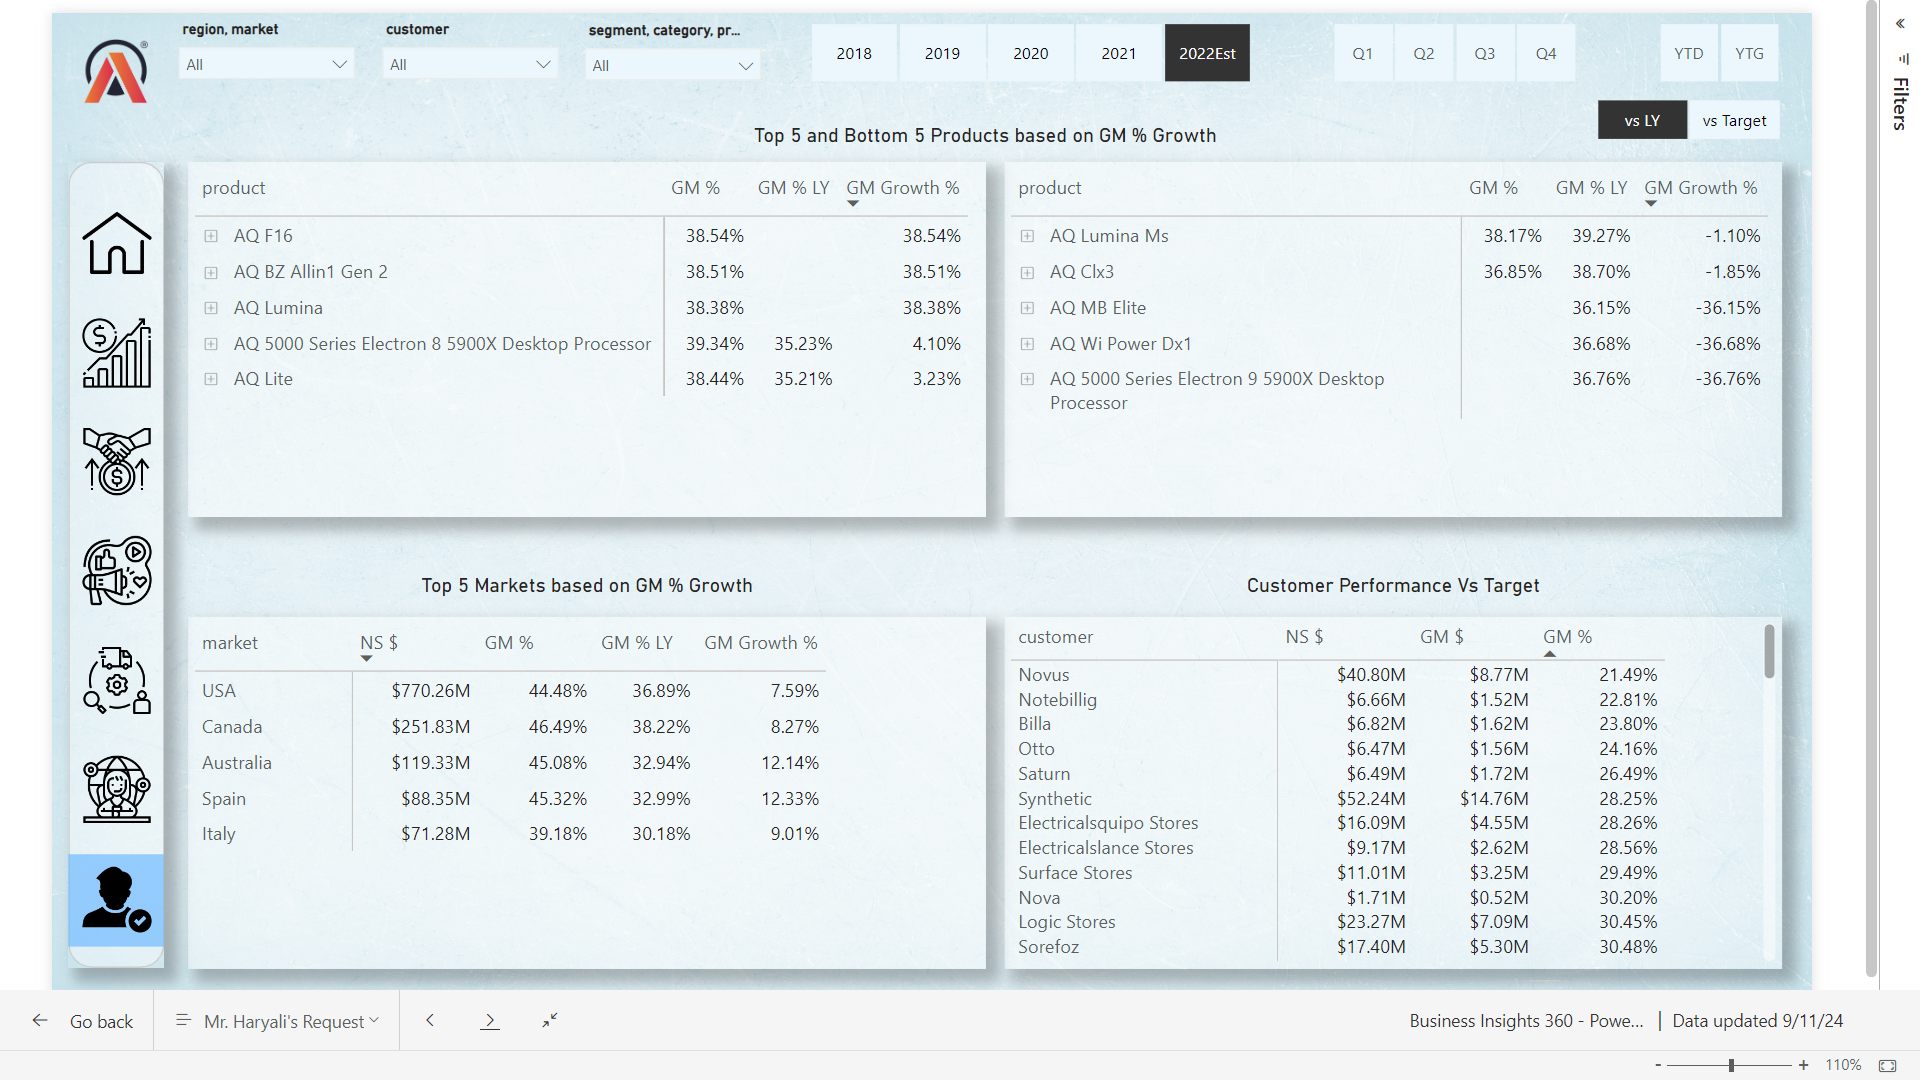 region, market
customer
segment, category, pr...
All
All
All
2018
2019
2020
2021
2022Est
Q1
Q2
Q3
Q4
YTD
YTG
Filters
vs LY
vs Target
Top 5 and Bottom 5 Products based on GM % Growth
product GM % GM % LY GM Growth %
AQ F16 38.54% 38.54%
AQ BZ Allin1 Gen 2 38.51% 38.51%
AQ Lumina 38.38% 38.38%
AQ 5000 Series Electron 8 5900X Desktop Processor 39.34% 35.23% 4.10%
AQ Lite 38.44% 35.21% 3.23%
product GM % GM % LY GM Growth %
AQ Lumina Ms 38.17% 39.27% -1.10%
AQ Clx3 36.85% 38.70% -1.85%
AQ MB Elite 36.15% -36.15%
AQ Wi Power Dx1 36.68% -36.68%
AQ 5000 Series Electron 9 5900X Desktop 36.76% -36.76%
Processor
Top 5 Markets based on GM % Growth
market NS $ GM % GM % LY GM Growth %
USA $770.26M 44.48% 36.89% 7.59%
Canada $251.83M 46.49% 38.22% 8.27%
Australia $119.33M 45.08% 32.94% 12.14%
Spain $88.35M 45.32% 32.99% 12.33%
Italy $71.28M 39.18% 30.18% 9.01%
Customer Performance Vs Target
customer NS $ GM $ GM %
Novus $40.80M $8.77M 21.49%
Notebillig $6.66M $1.52M 22.81%
Billa $6.82M $1.62M 23.80%
Otto $6.47M $1.56M 24.16%
Saturn $6.49M $1.72M 26.49%
Synthetic $52.24M $14.76M 28.25%
Electricalsquipo Stores $16.09M $4.55M 28.26%
Electricalslance Stores $9.17M $2.62M 28.56%
Surface Stores $11.01M $3.25M 29.49%
Nova $1.71M $0.52M 30.20%
Logic Stores $23.27M $7.09M 30.45%
Sorefoz $17.40M $5.30M 30.48%
Go back
Mr. Haryali's Request
Business Insights 360 - Powe... | Data updated 9/11/24
- + 110%